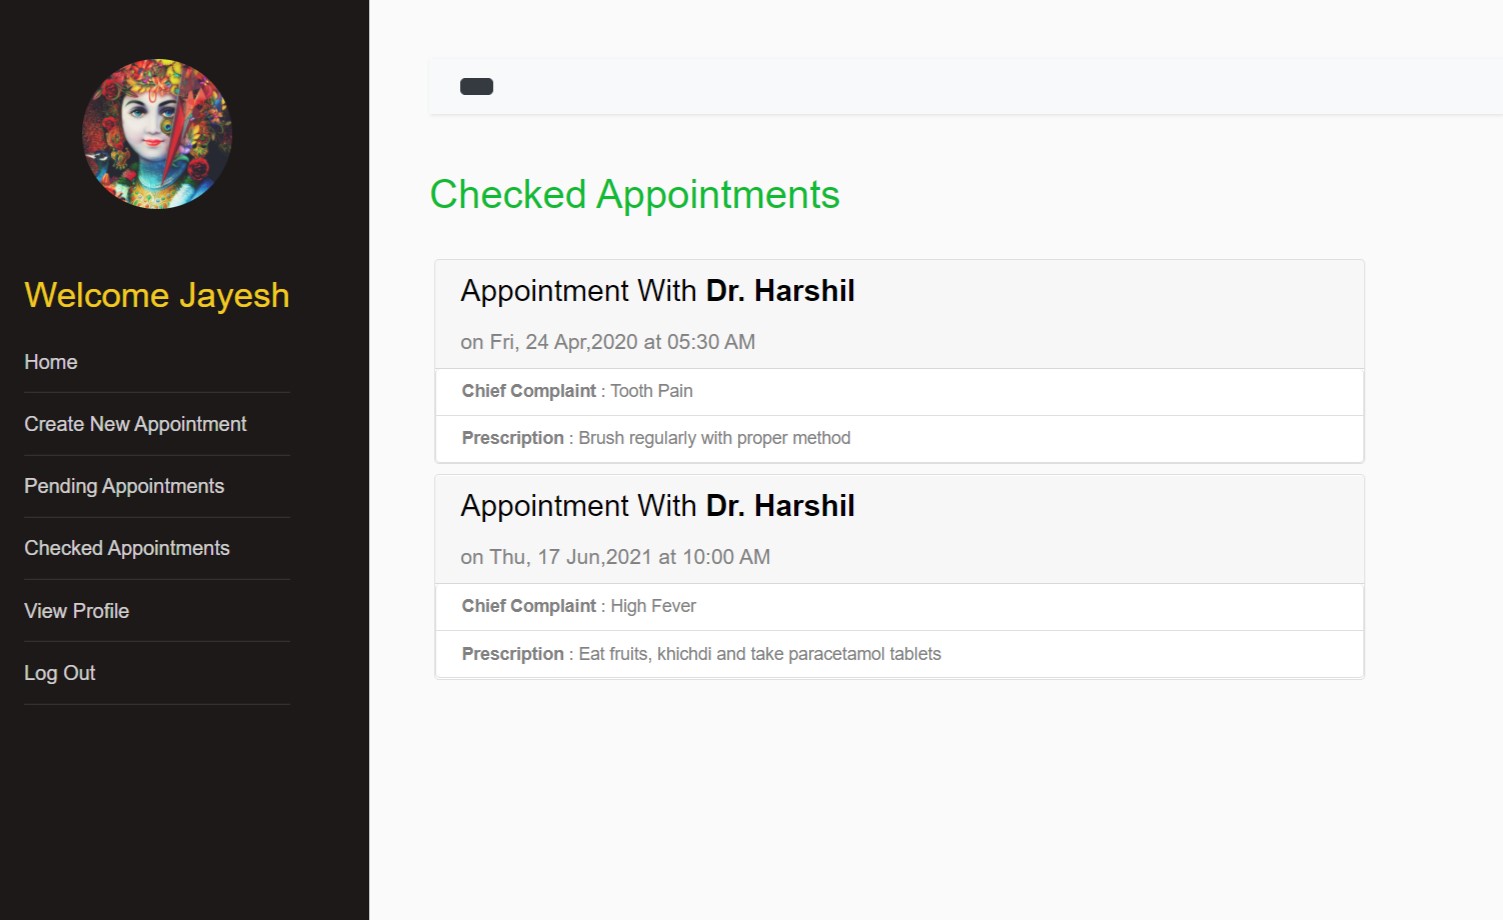 Welcome Jayesh
Home
Create New Appointment
Pending Appointments
Checked Appointments
View Profile
Log Out
Checked Appointments
Appointment With Dr. Harshil
on Fri, 24 Apr,2020 at 05:30 AM
Chief Complaint : Tooth Pain
Prescription : Brush regularly with proper method
Appointment With Dr. Harshil
on Thu, 17 Jun,2021 at 10:00 AM
Chief Complaint : High Fever
Prescription : Eat fruits, khichdi and take paracetamol tablets